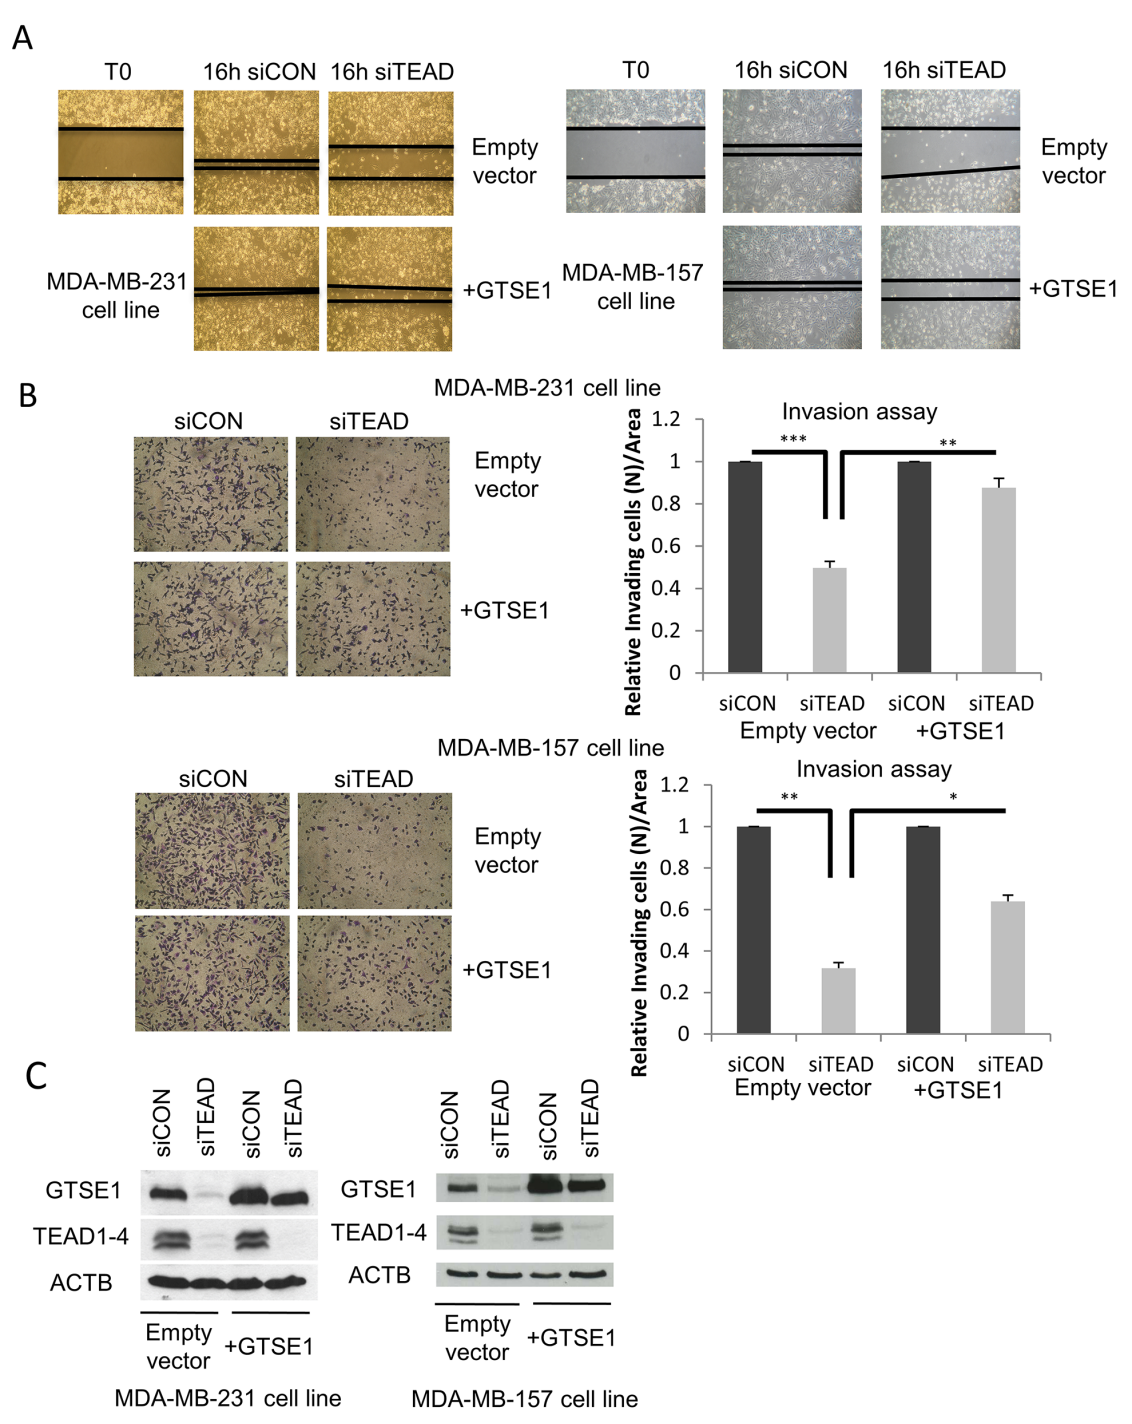 A
T0
16h siCON
16h siTEAD
T0
16h siCON
16h siTEAD
Empty
vector
Empty
vector
MDA-MB-231
cell line
+GTSE1
MDA-MB-157
cell line
+GTSE1
B
MDA-MB-231 cell line
siCON
siTEAD
Empty
vector
+GTSE1
Invasion assay
Relative Invading cells (N)/Area
1.2
1
0.8
0.6
0.4
0.2
0
***
**
siCON
siTEAD
siCON
siTEAD
Empty vector
+GTSE1
MDA-MB-157 cell line
siCON
siTEAD
Empty
vector
+GTSE1
Invasion assay
Relative Invading cells (N)/Area
1.2
1
0.8
0.6
0.4
0.2
0
**
*
siCON
siTEAD
siCON
siTEAD
Empty vector
+GTSE1
C
siCON
siTEAD
siCON
siTEAD
GTSE1
TEAD1-4
ACTB
Empty
vector
+GTSE1
MDA-MB-231 cell line
siCON
siTEAD
siCON
siTEAD
GTSE1
TEAD1-4
ACTB
Empty
vector
+GTSE1
MDA-MB-157 cell line